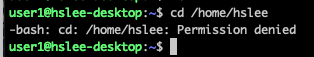 user1@hslee-desktop:~$ cd /home/hslee
-bash: cd: /home/hslee: Permission denied
user1@hslee-desktop:~$